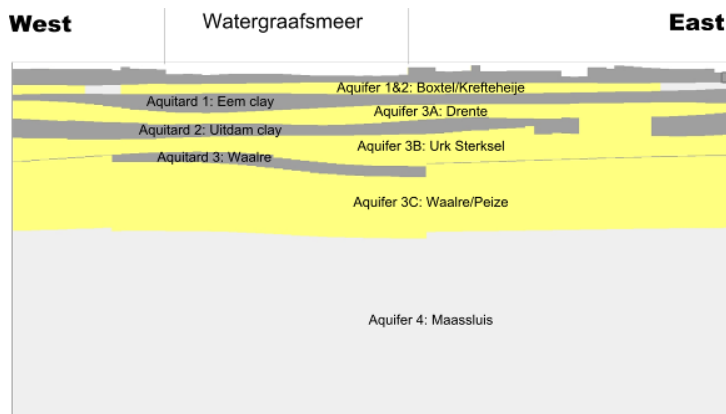 West
Watergraafsmeer
East
Aquifer 1&2: Boxtel/Krefteheije
Aquitard 1: Eem clay
Aquifer 3A: Drente
Aquitard 2: Uitdam clay
Aquifer 3B: Urk Sterksel
Aquitard 3: Waalre
Aquifer 3C: Waalre/Peize
Aquifer 4: Maassluis